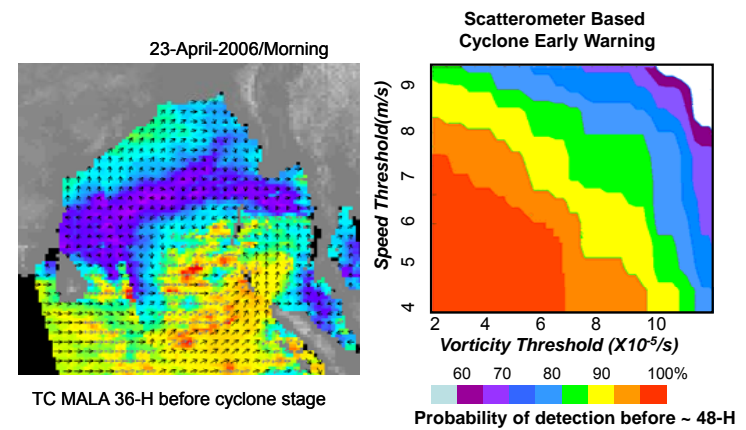 23-April-2006/Morning
TC MALA 36-H before cyclone stage
Scatterometer Based
Cyclone Early Warning
Speed Threshold(m/s)
9
8
7
6
5
4
2 4 6 8 10
Vorticity Threshold (X10⁻⁵/s)
60 70 80 90 100%
Probability of detection before ~ 48-H